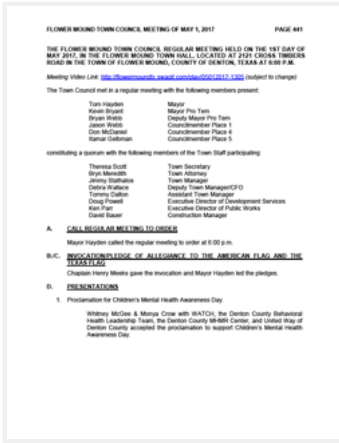 FLOWER MOUND TOWN COUNCIL MEETING OF MAY 1, 2017 PAGE 441
THE FLOWER MOUND TOWN COUNCIL REGULAR MEETING HELD ON THE 1ST DAY OF
MAY 2017, IN THE FLOWER MOUND TOWN HALL, LOCATED AT 2121 CROSS TIMBERS
ROAD IN THE TOWN OF FLOWER MOUND, COUNTY OF DENTON, TEXAS AT 6:00 P.M.
Meeting Video Link: http://flowermoundtx.swagit.com/play/05012017-1305 (subject to change)
The Town Council met in a regular meeting with the following members present:
Tom Hayden Mayor
Kevin Bryant Mayor Pro Tem
Bryan Webb Deputy Mayor Pro Tem
Jason Webb Councilmember Place 1
Don McDaniel Councilmember Place 4
Itamar Gelbman Councilmember Place 5
constituting a quorum with the following members of the Town Staff participating:
Theresa Scott Town Secretary
Bryn Meredith Town Attorney
Jimmy Stathatos Town Manager
Debra Wallace Deputy Town Manager/CFO
Tommy Dalton Assistant Town Manager
Doug Powell Executive Director of Development Services
Ken Parr Executive Director of Public Works
David Bauer Construction Manager
A. CALL REGULAR MEETING TO ORDER
Mayor Hayden called the regular meeting to order at 6:00 p.m.
B./C. INVOCATION/PLEDGE OF ALLEGIANCE TO THE AMERICAN FLAG AND THE
TEXAS FLAG
Chaplain Henry Meeks gave the invocation and Mayor Hayden led the pledges.
D. PRESENTATIONS
1. Proclamation for Children's Mental Health Awareness Day.
Whitney McGee & Monya Crow with WATCH, the Denton County Behavioral
Health Leadership Team, the Denton County MHMR Center, and United Way of
Denton County accepted the proclamation to support Children's Mental Health
Awareness Day.